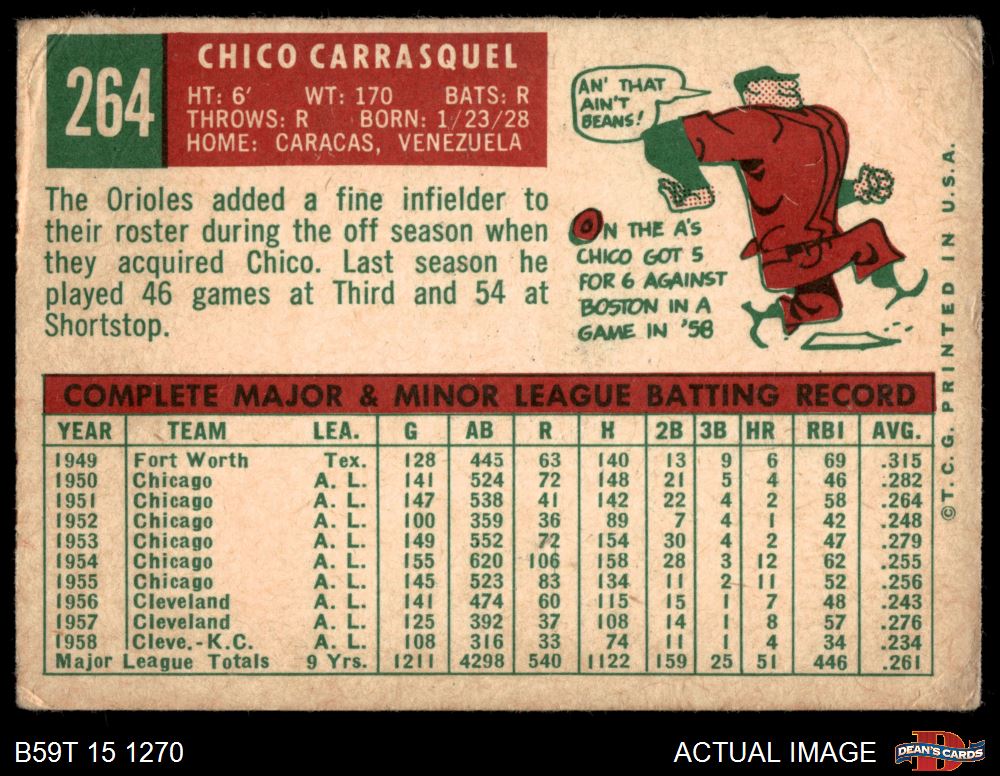 264
CHICO CARRASQUEL
HT: 6' WT: 170 BATS: R
THROWS: R BORN: 1/23/28
HOME: CARACAS, VENEZUELA
The Orioles added a fine infielder to
their roster during the off season when
they acquired Chico. Last season he
played 46 games at Third and 54 at
Shortstop.
AN' THAT
AIN'T
BEANS!
ON THE A'S
CHICO GOT 5
FOR 6 AGAINST
BOSTON IN A
GAME IN '58
COMPLETE MAJOR & MINOR LEAGUE BATTING RECORD
YEAR TEAM LEA. G AB R H 2B 3B HR RBI AVG.
1949 Fort Worth Tex. 128 445 63 140 13 9 6 69 .315
1950 Chicago A. L. 141 524 72 148 21 5 4 46 .282
1951 Chicago A. L. 147 538 41 142 22 4 2 58 .264
1952 Chicago A. L. 100 359 36 89 7 4 1 42 .248
1953 Chicago A. L. 149 552 72 154 30 4 2 47 .279
1954 Chicago A. L. 155 620 106 158 28 3 12 62 .255
1955 Chicago A. L. 145 523 83 134 11 2 11 52 .256
1956 Cleveland A. L. 141 474 60 115 15 1 7 48 .243
1957 Cleveland A. L. 125 392 37 108 14 1 8 57 .276
1958 Cleve.-K.C. A. L. 108 316 33 74 11 1 4 34 .234
Major League Totals 9 Yrs. 1211 4298 540 1122 159 25 51 446 .261
© T. C. G. PRINTED IN U.S.A.
B59T 15 1270
ACTUAL IMAGE
DEAN'S CARDS